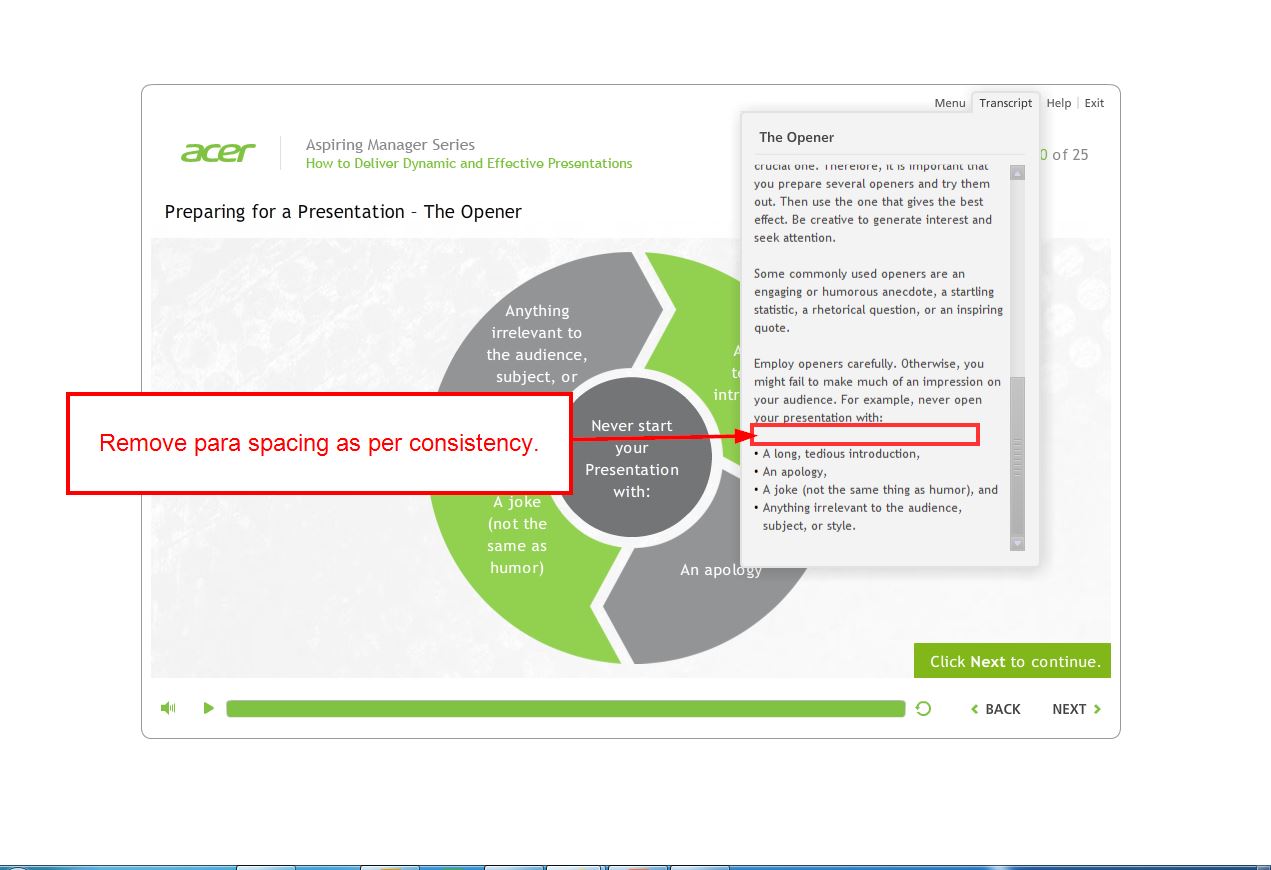 Menu
Transcript
Help
Exit
acer
Aspiring Manager Series
How to Deliver Dynamic and Effective Presentations
0 of 25
Preparing for a Presentation – The Opener
The Opener
crucial one. Therefore, it is important that
you prepare several openers and try them
out. Then use the one that gives the best
effect. Be creative to generate interest and
seek attention.
Some commonly used openers are an
engaging or humorous anecdote, a startling
statistic, a rhetorical question, or an inspiring
quote.
Employ openers carefully. Otherwise, you
might fail to make much of an impression on
your audience. For example, never open
your presentation with:
• A long, tedious introduction,
• An apology,
• A joke (not the same thing as humor), and
• Anything irrelevant to the audience,
subject, or style.
Anything
irrelevant to
the audience,
subject, or
Remove para spacing as per consistency.
Never start
your
Presentation
with:
A joke
(not the
same as
humor)
An apology
Click Next to continue.
BACK
NEXT